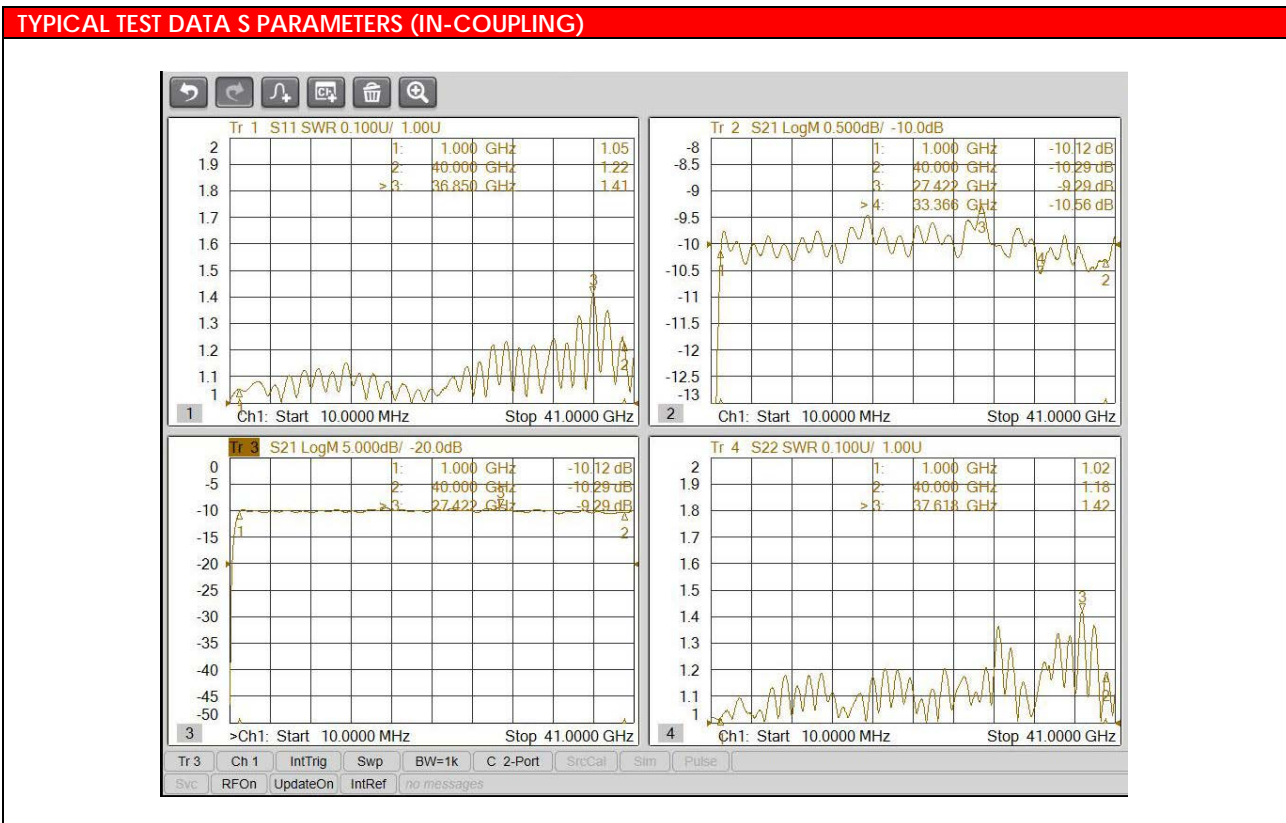 TYPICAL TEST DATA S PARAMETERS (IN-COUPLING)
Tr 1 S11 SWR 0.100U/ 1.00U
1: 1.000 GHz 1.05
2: 40.000 GHz 1.22
> 3: 36.850 GHz 1.41
2
1.9
1.8
1.7
1.6
1.5
1.4
1.3
1.2
1.1
1
3
2
1
1 Ch1: Start 10.0000 MHz Stop 41.0000 GHz
Tr 2 S21 LogM 0.500dB/ -10.0dB
1: 1.000 GHz -10.12 dB
2: 40.000 GHz -10.29 dB
3: 27.422 GHz -9.29 dB
> 4: 33.366 GHz -10.56 dB
-8
-8.5
-9
-9.5
-10
-10.5
-11
-11.5
-12
-12.5
-13
3
4
1
2
2 Ch1: Start 10.0000 MHz Stop 41.0000 GHz
Tr 3 S21 LogM 5.000dB/ -20.0dB
1: 1.000 GHz -10.12 dB
2: 40.000 GHz -10.29 dB
> 3: 27.422 GHz -9.29 dB
0
-5
-10
-15
-20
-25
-30
-35
-40
-45
-50
3
1
2
3 >Ch1: Start 10.0000 MHz Stop 41.0000 GHz
Tr 4 S22 SWR 0.100U/ 1.00U
1: 1.000 GHz 1.02
2: 40.000 GHz 1.18
> 3: 37.618 GHz 1.42
2
1.9
1.8
1.7
1.6
1.5
1.4
1.3
1.2
1.1
1
3
2
1
4 Ch1: Start 10.0000 MHz Stop 41.0000 GHz
Tr 3 Ch 1 IntTrig Swp BW=1k C 2-Port SrcCal Sim Pulse
Svc RFOn UpdateOn IntRef no messages